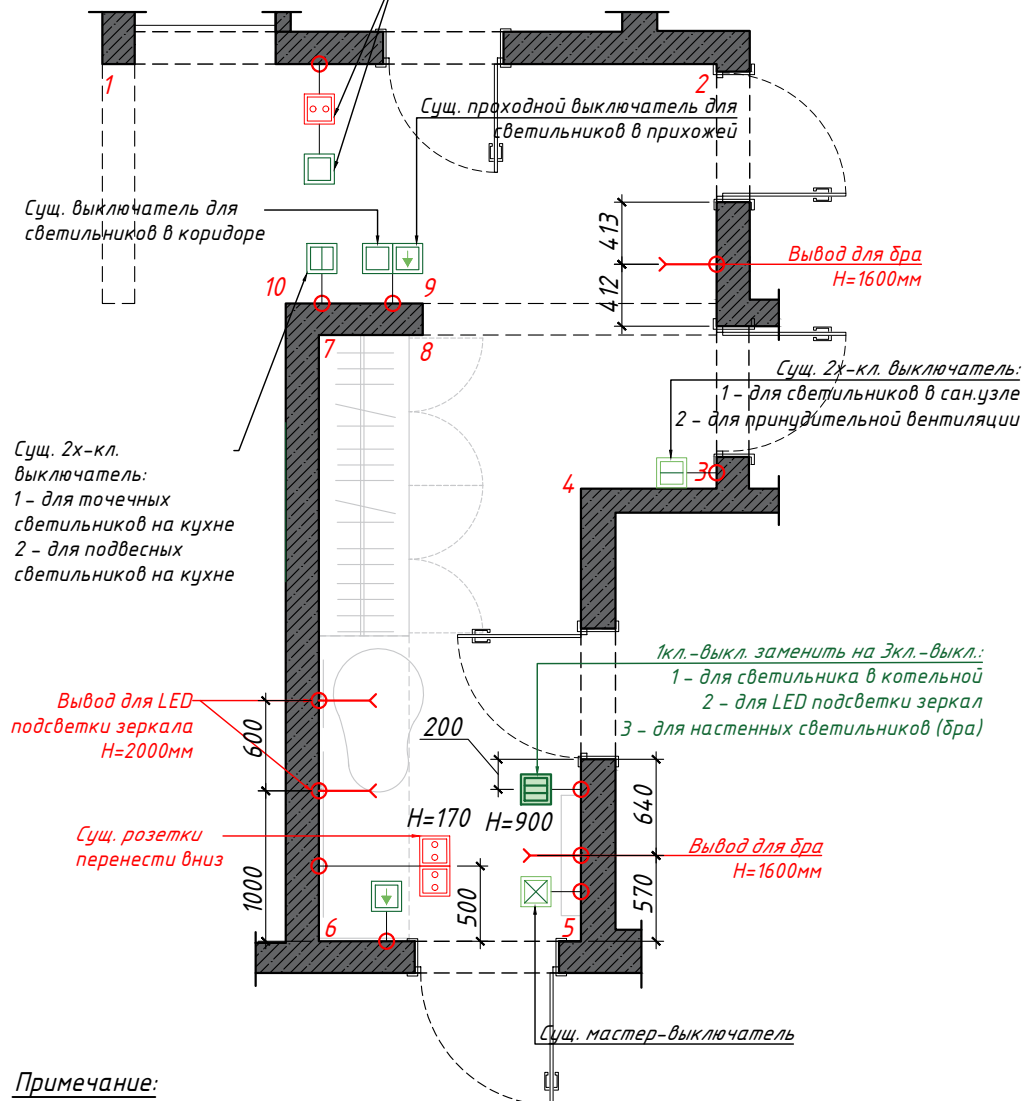 1
2
Сущ. проходной выключатель для
светильников в прихожей
Сущ. выключатель для
светильников в коридоре
413
412
Вывод для бра
Н=1600мм
10
9
7
8
Сущ. 2х-кл. выключатель:
1 - для светильников в сан.узле
2 - для принудительной вентиляции
3
4
Сущ. 2х-кл.
выключатель:
1 - для точечных
светильников на кухне
2 - для подвесных
светильников на кухне
1кл.-выкл. заменить на 3кл.-выкл.:
1 - для светильника в котельной
2 - для LED подсветки зеркал
3 - для настенных светильников (бра)
Вывод для LED
подсветки зеркала
Н=2000мм
600
200
640
Н=170
Н=900
Сущ. розетки
перенести вниз
Вывод для бра
Н=1600мм
1000
500
570
6
5
Сущ. мастер-выключатель
Примечание: